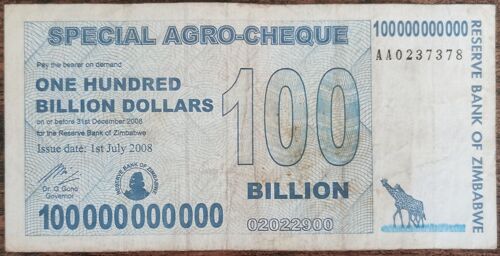 SPECIAL AGRO-CHEQUE
100000000000
AA0237378
Pay the bearer on demand
ONE HUNDRED
BILLION DOLLARS
on or before 31st December 2008
for the Reserve Bank of Zimbabwe
Issue date: 1st July 2008
100
BILLION
Dr. G. Gono
Governor
RESERVE BANK OF ZIMBABWE
100000000000
02022900
RESERVE BANK OF ZIMBABWE